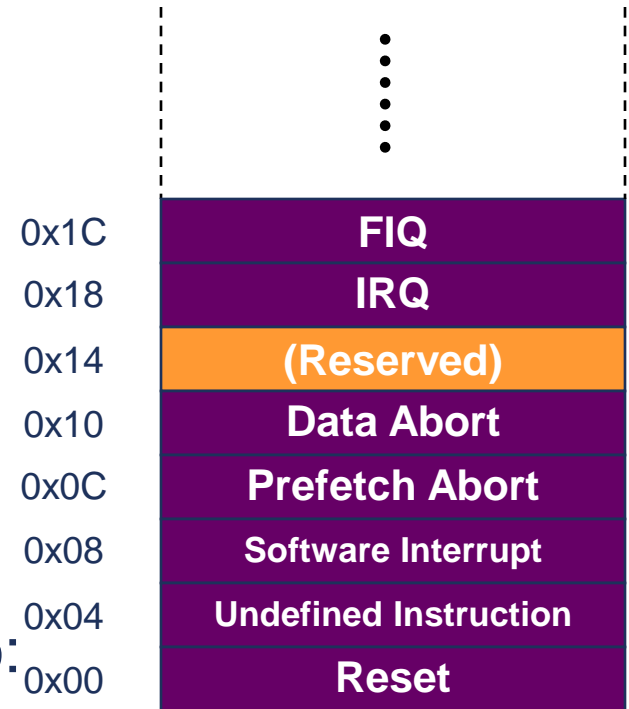 0x1C FIQ
0x18 IRQ
0x14 (Reserved)
0x10 Data Abort
0x0C Prefetch Abort
0x08 Software Interrupt
0x04 Undefined Instruction
0x00 Reset